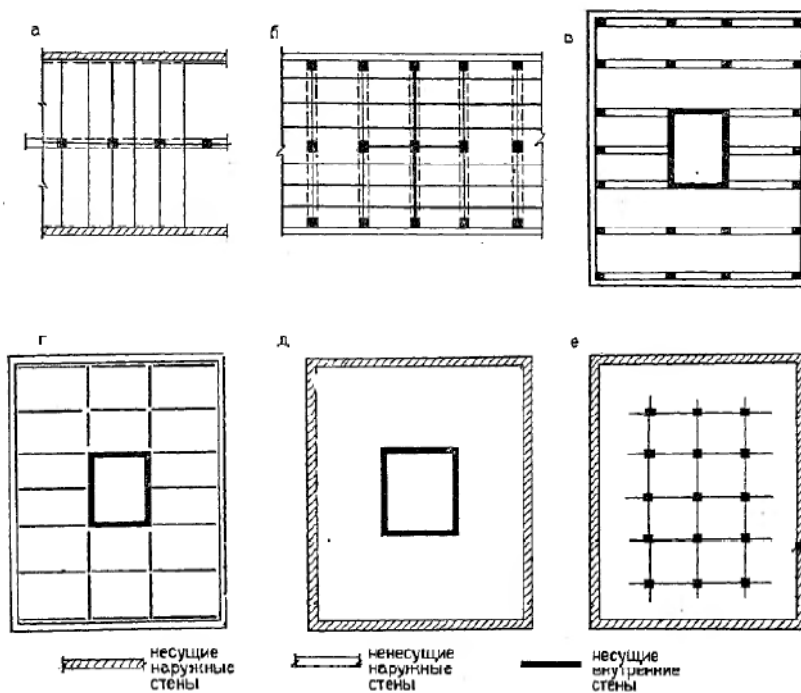 а
б
в
г
д
е
несущие
наружные
стены
ненесущие
наружные
стены
несущие
внутренние
стены